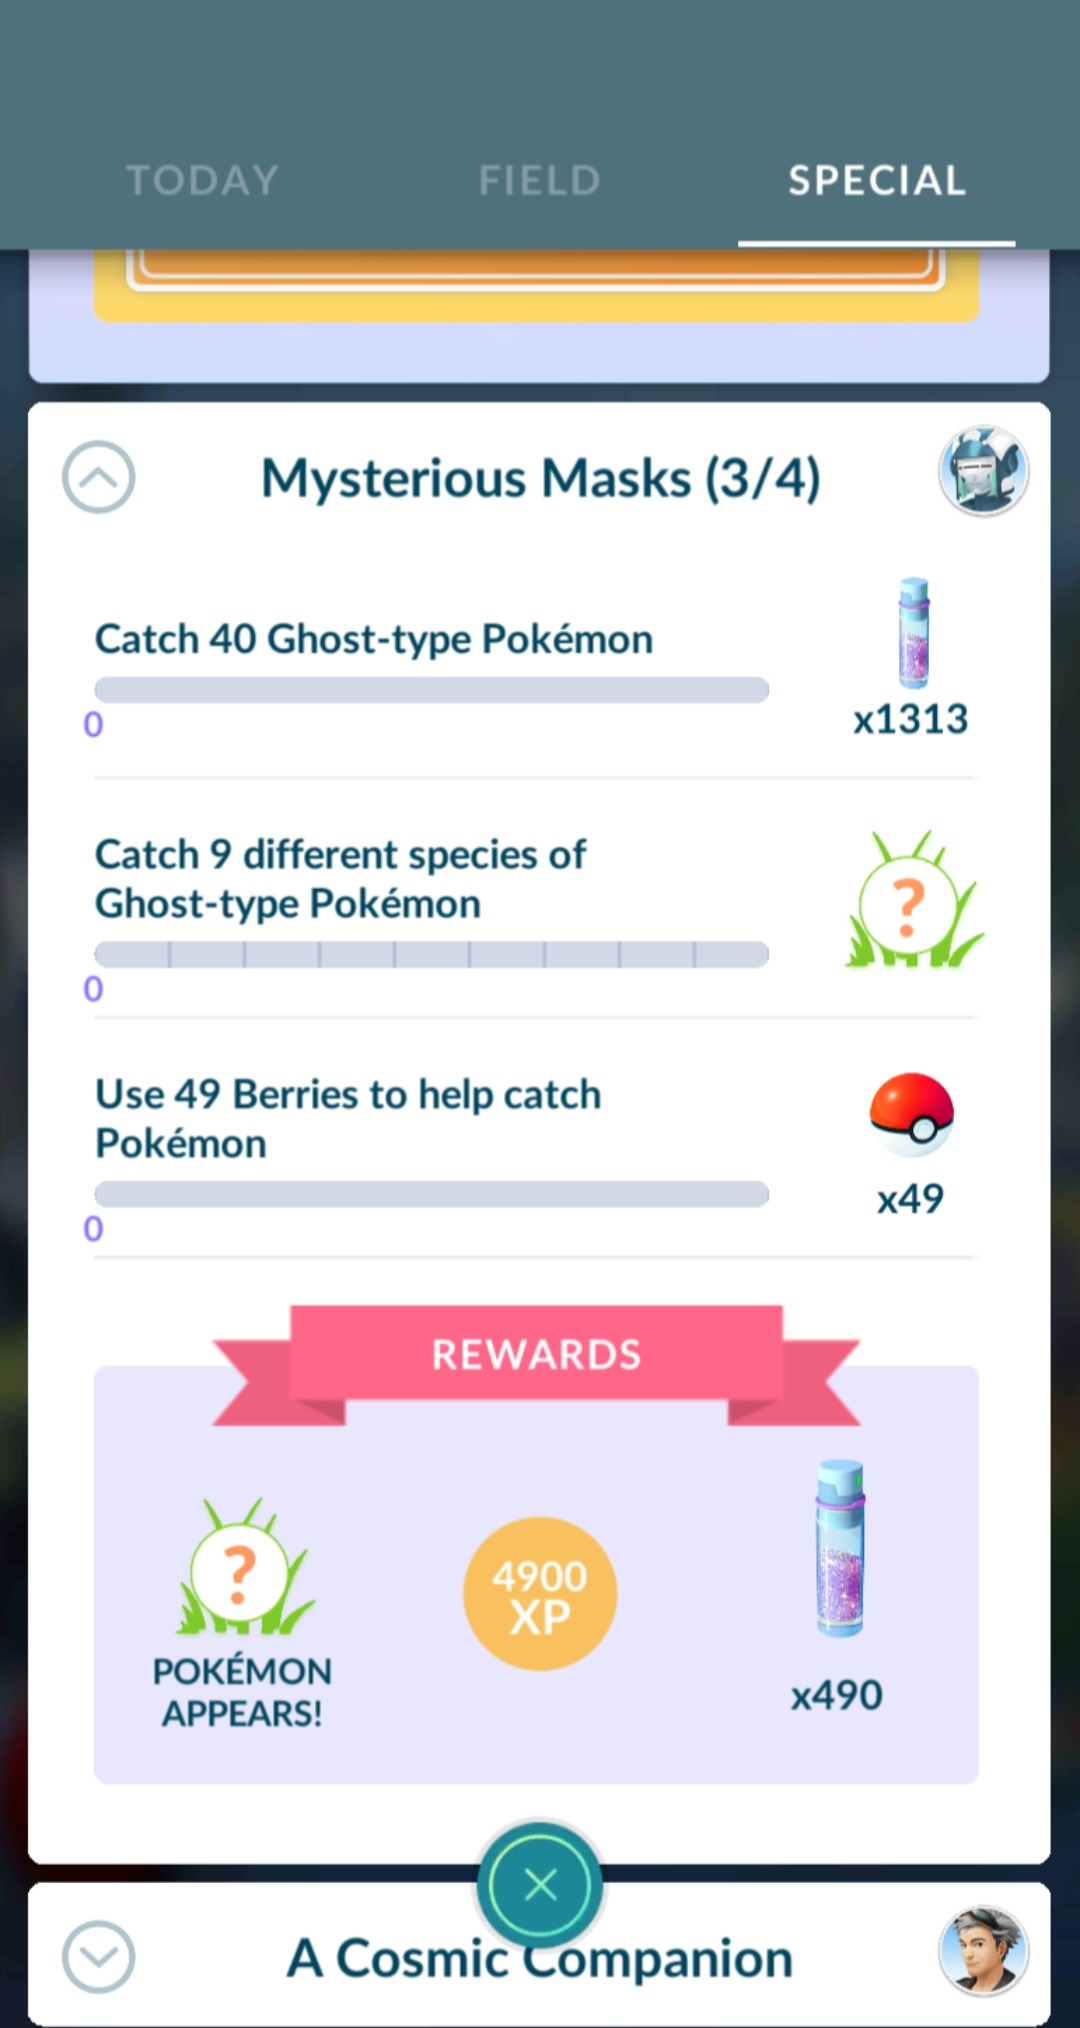 TODAY
FIELD
SPECIAL
Mysterious Masks (3/4)
Catch 40 Ghost-type Pokémon
0
x1313
Catch 9 different species of
Ghost-type Pokémon
?
0
Use 49 Berries to help catch
Pokémon
0
x49
REWARDS
?
POKÉMON
APPEARS!
4900
XP
x490
A Cosmic Companion